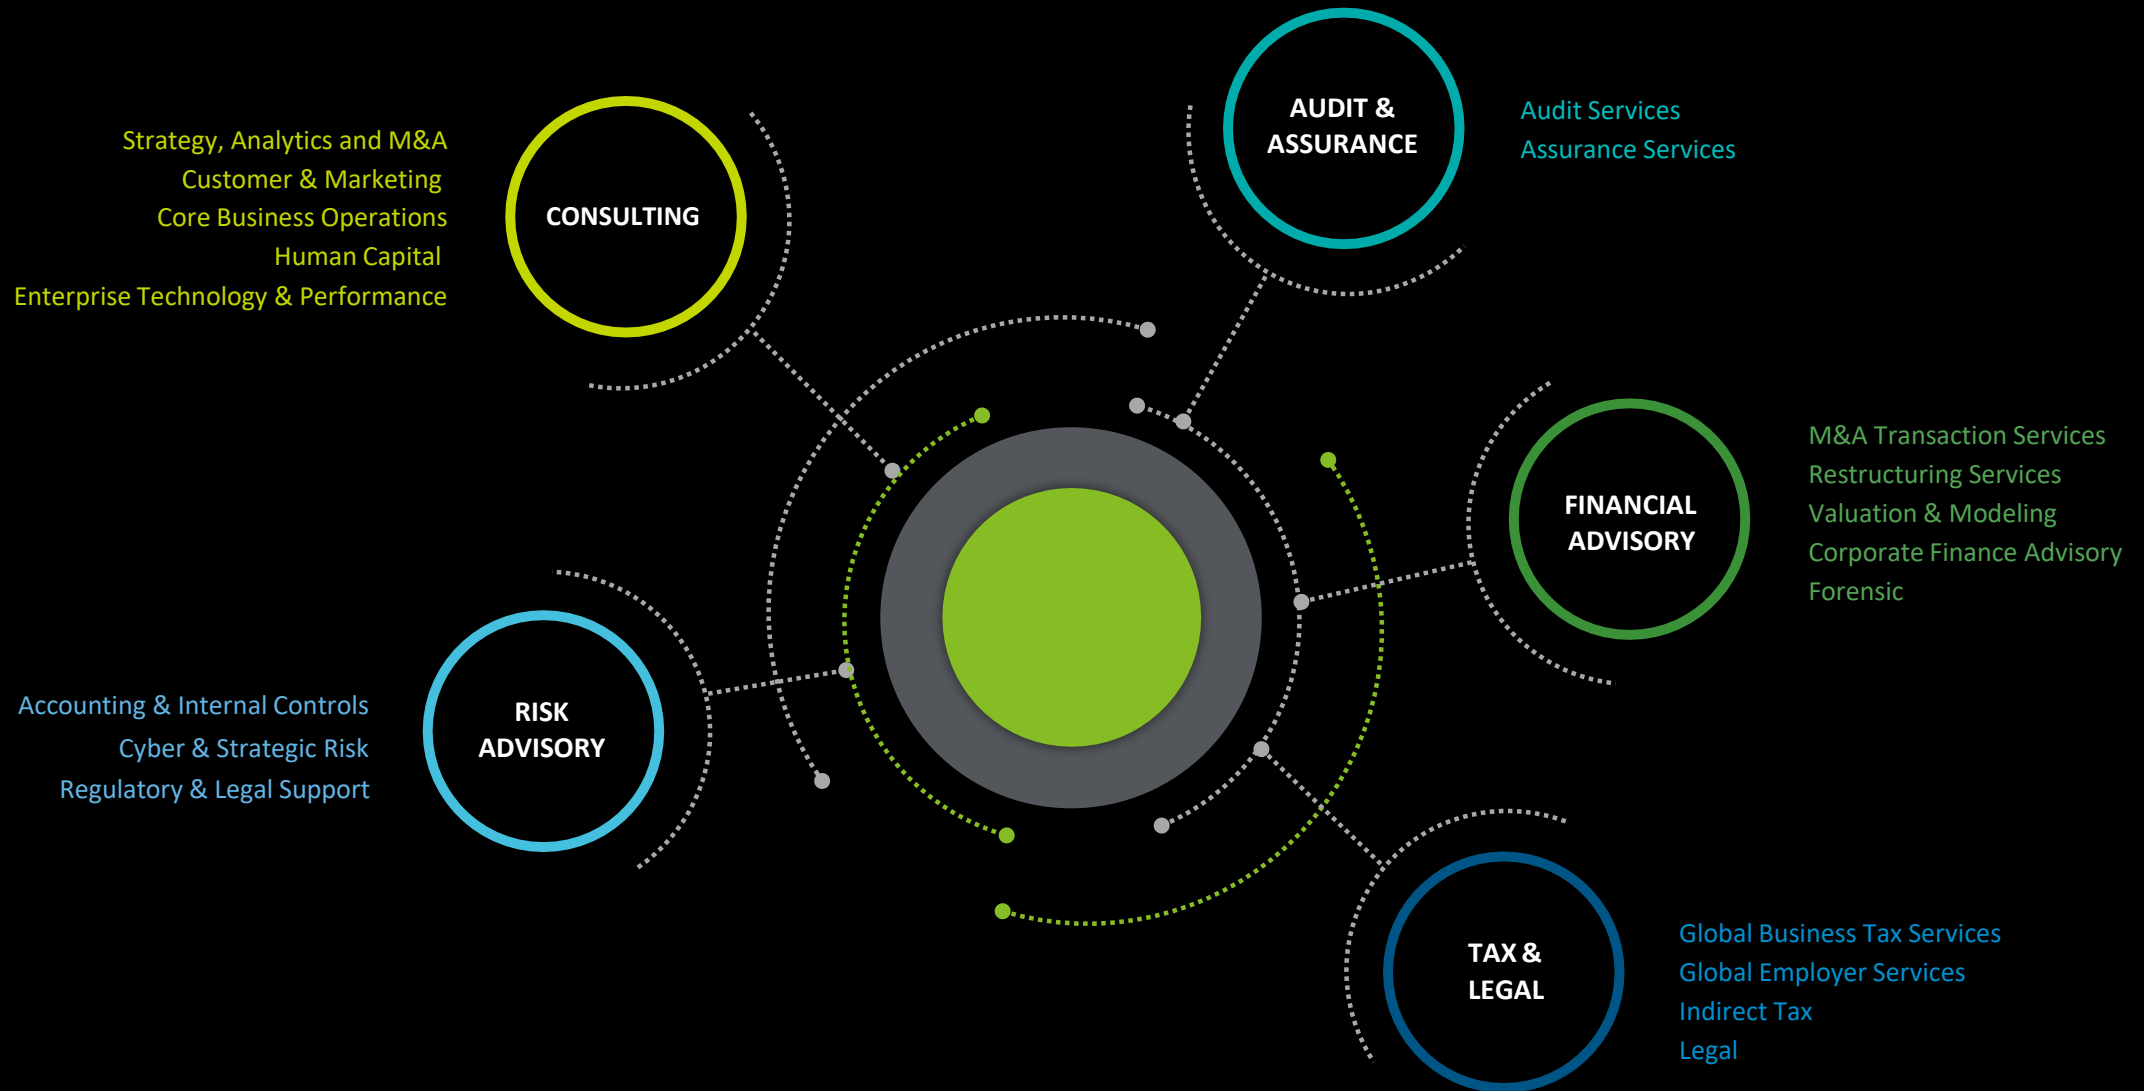 CONSULTING
Strategy, Analytics and M&A
Customer & Marketing
Core Business Operations
Human Capital
Enterprise Technology & Performance
AUDIT &
ASSURANCE
Audit Services
Assurance Services
FINANCIAL
ADVISORY
M&A Transaction Services
Restructuring Services
Valuation & Modeling
Corporate Finance Advisory
Forensic
RISK
ADVISORY
Accounting & Internal Controls
Cyber & Strategic Risk
Regulatory & Legal Support
TAX &
LEGAL
Global Business Tax Services
Global Employer Services
Indirect Tax
Legal